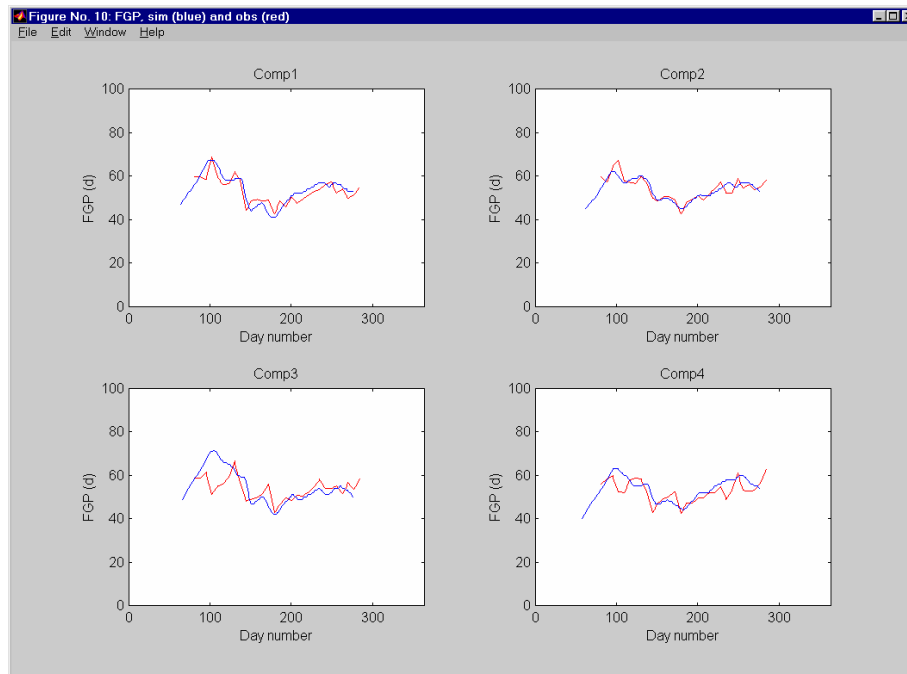 Figure No. 10: FGP, sim (blue) and obs (red)
File Edit Window Help
Comp1
100
80
60
40
20
0
FGP (d)
0 100 200 300
Day number
Comp2
100
80
60
40
20
0
FGP (d)
0 100 200 300
Day number
Comp3
100
80
60
40
20
0
FGP (d)
0 100 200 300
Day number
Comp4
100
80
60
40
20
0
FGP (d)
0 100 200 300
Day number